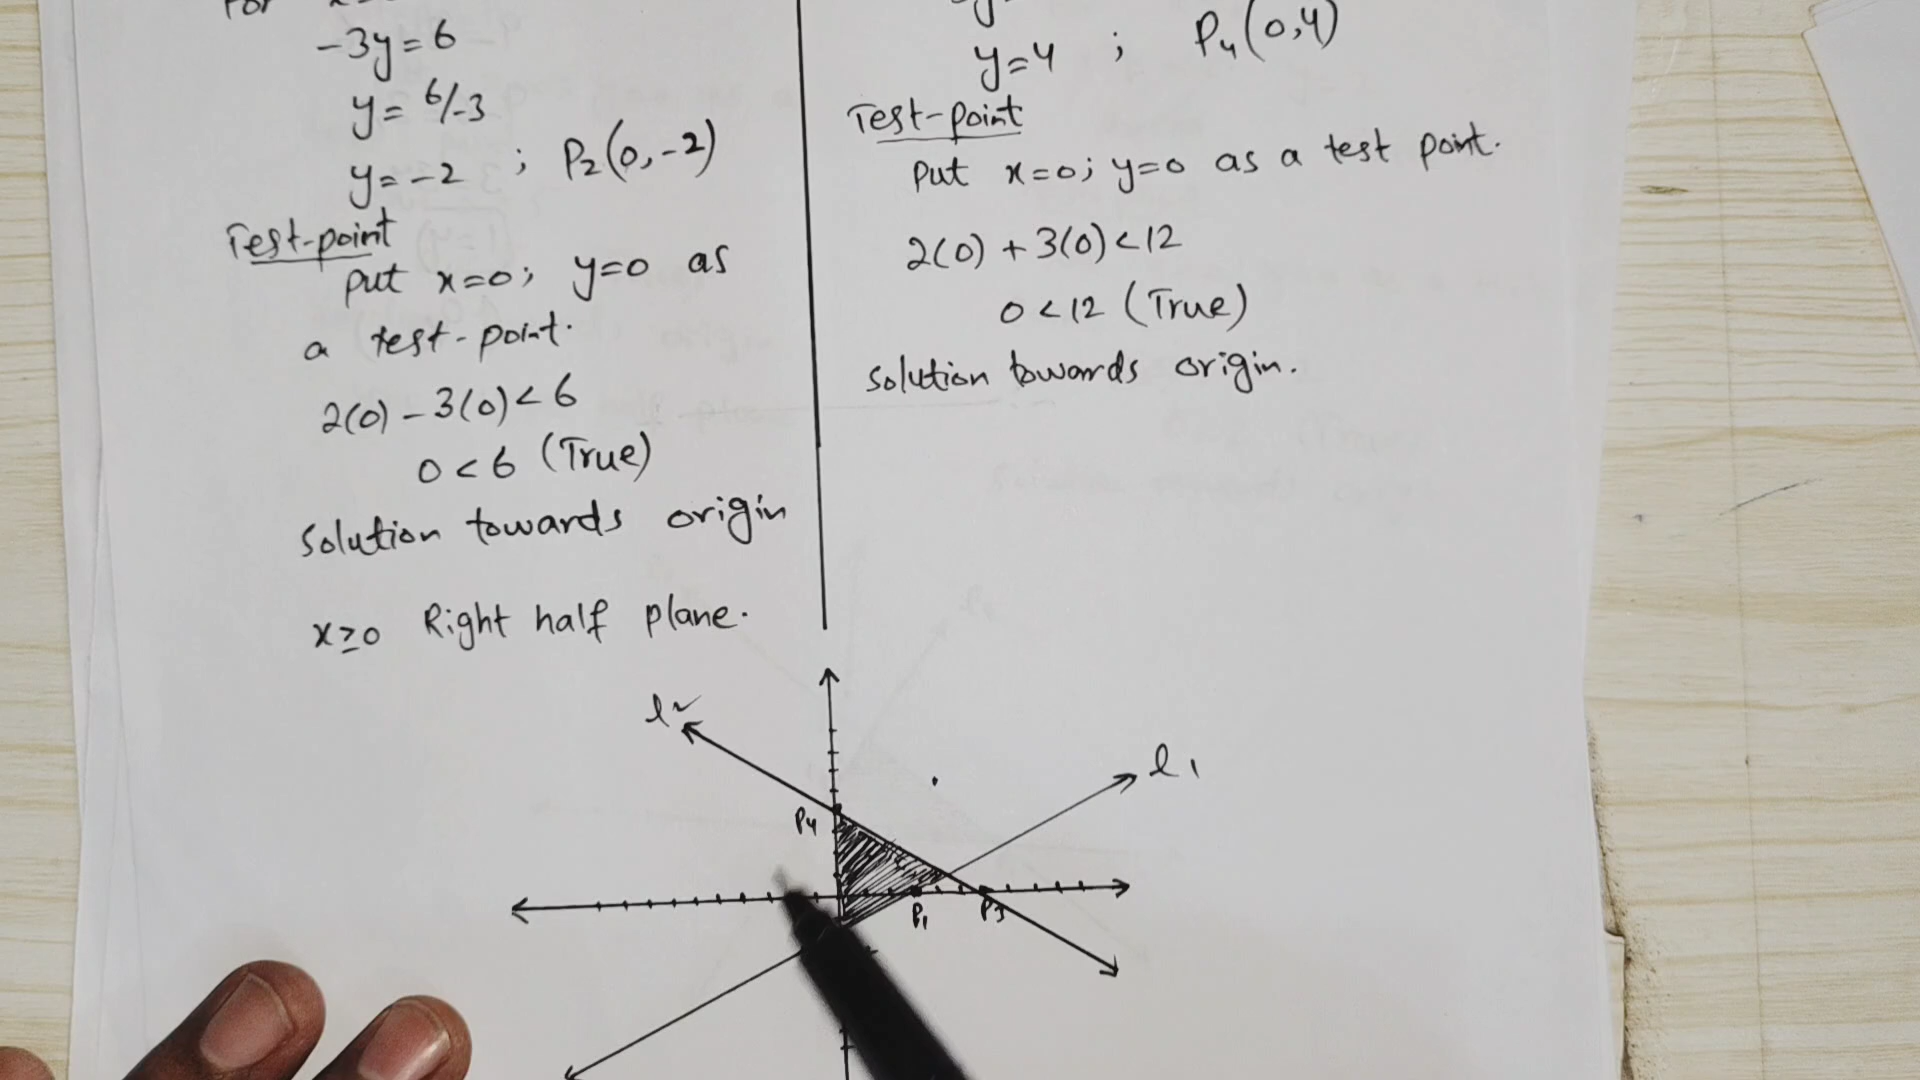 For
-3y=6
y= 6/-3
y=-2 ; P2(0,-2)
Test-point
put x=0; y=0 as
a test-point.
2(0) - 3(0) < 6
0 < 6 (True)
Solution towards origin
x≥0 Right half plane.
y=4 ; P4(0,4)
Test-point
Put x=0; y=0 as a test point.
2(0) + 3(0) < 12
0 < 12 (True)
Solution towards origin.
l2
l1
P4
P1
P3